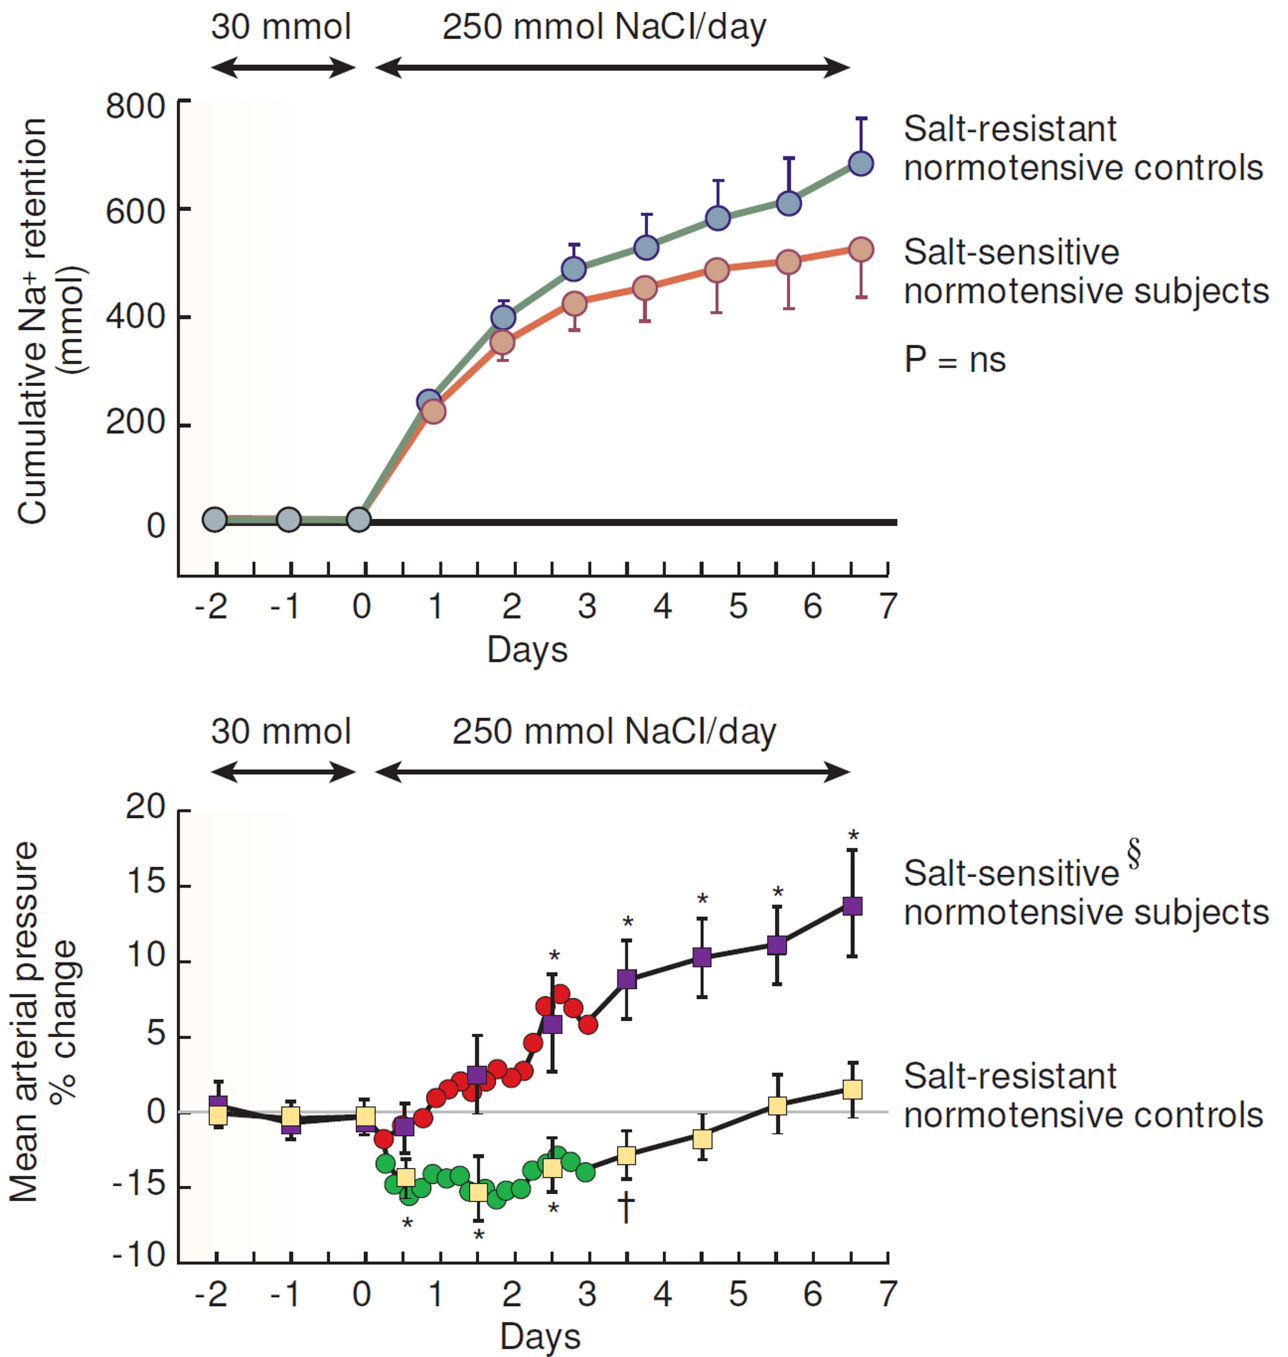 30 mmol
250 mmol NaCl/day
800
600
400
200
0
Cumulative Na⁺ retention
(mmol)
Salt-resistant
normotensive controls
Salt-sensitive
normotensive subjects
P = ns
-2 -1 0 1 2 3 4 5 6 7
Days
30 mmol
250 mmol NaCl/day
20
15
10
5
0
-15
-10
Mean arterial pressure
% change
* * * * *
Salt-sensitive §
normotensive subjects
Salt-resistant
normotensive controls
* * * †
-2 -1 0 1 2 3 4 5 6 7
Days